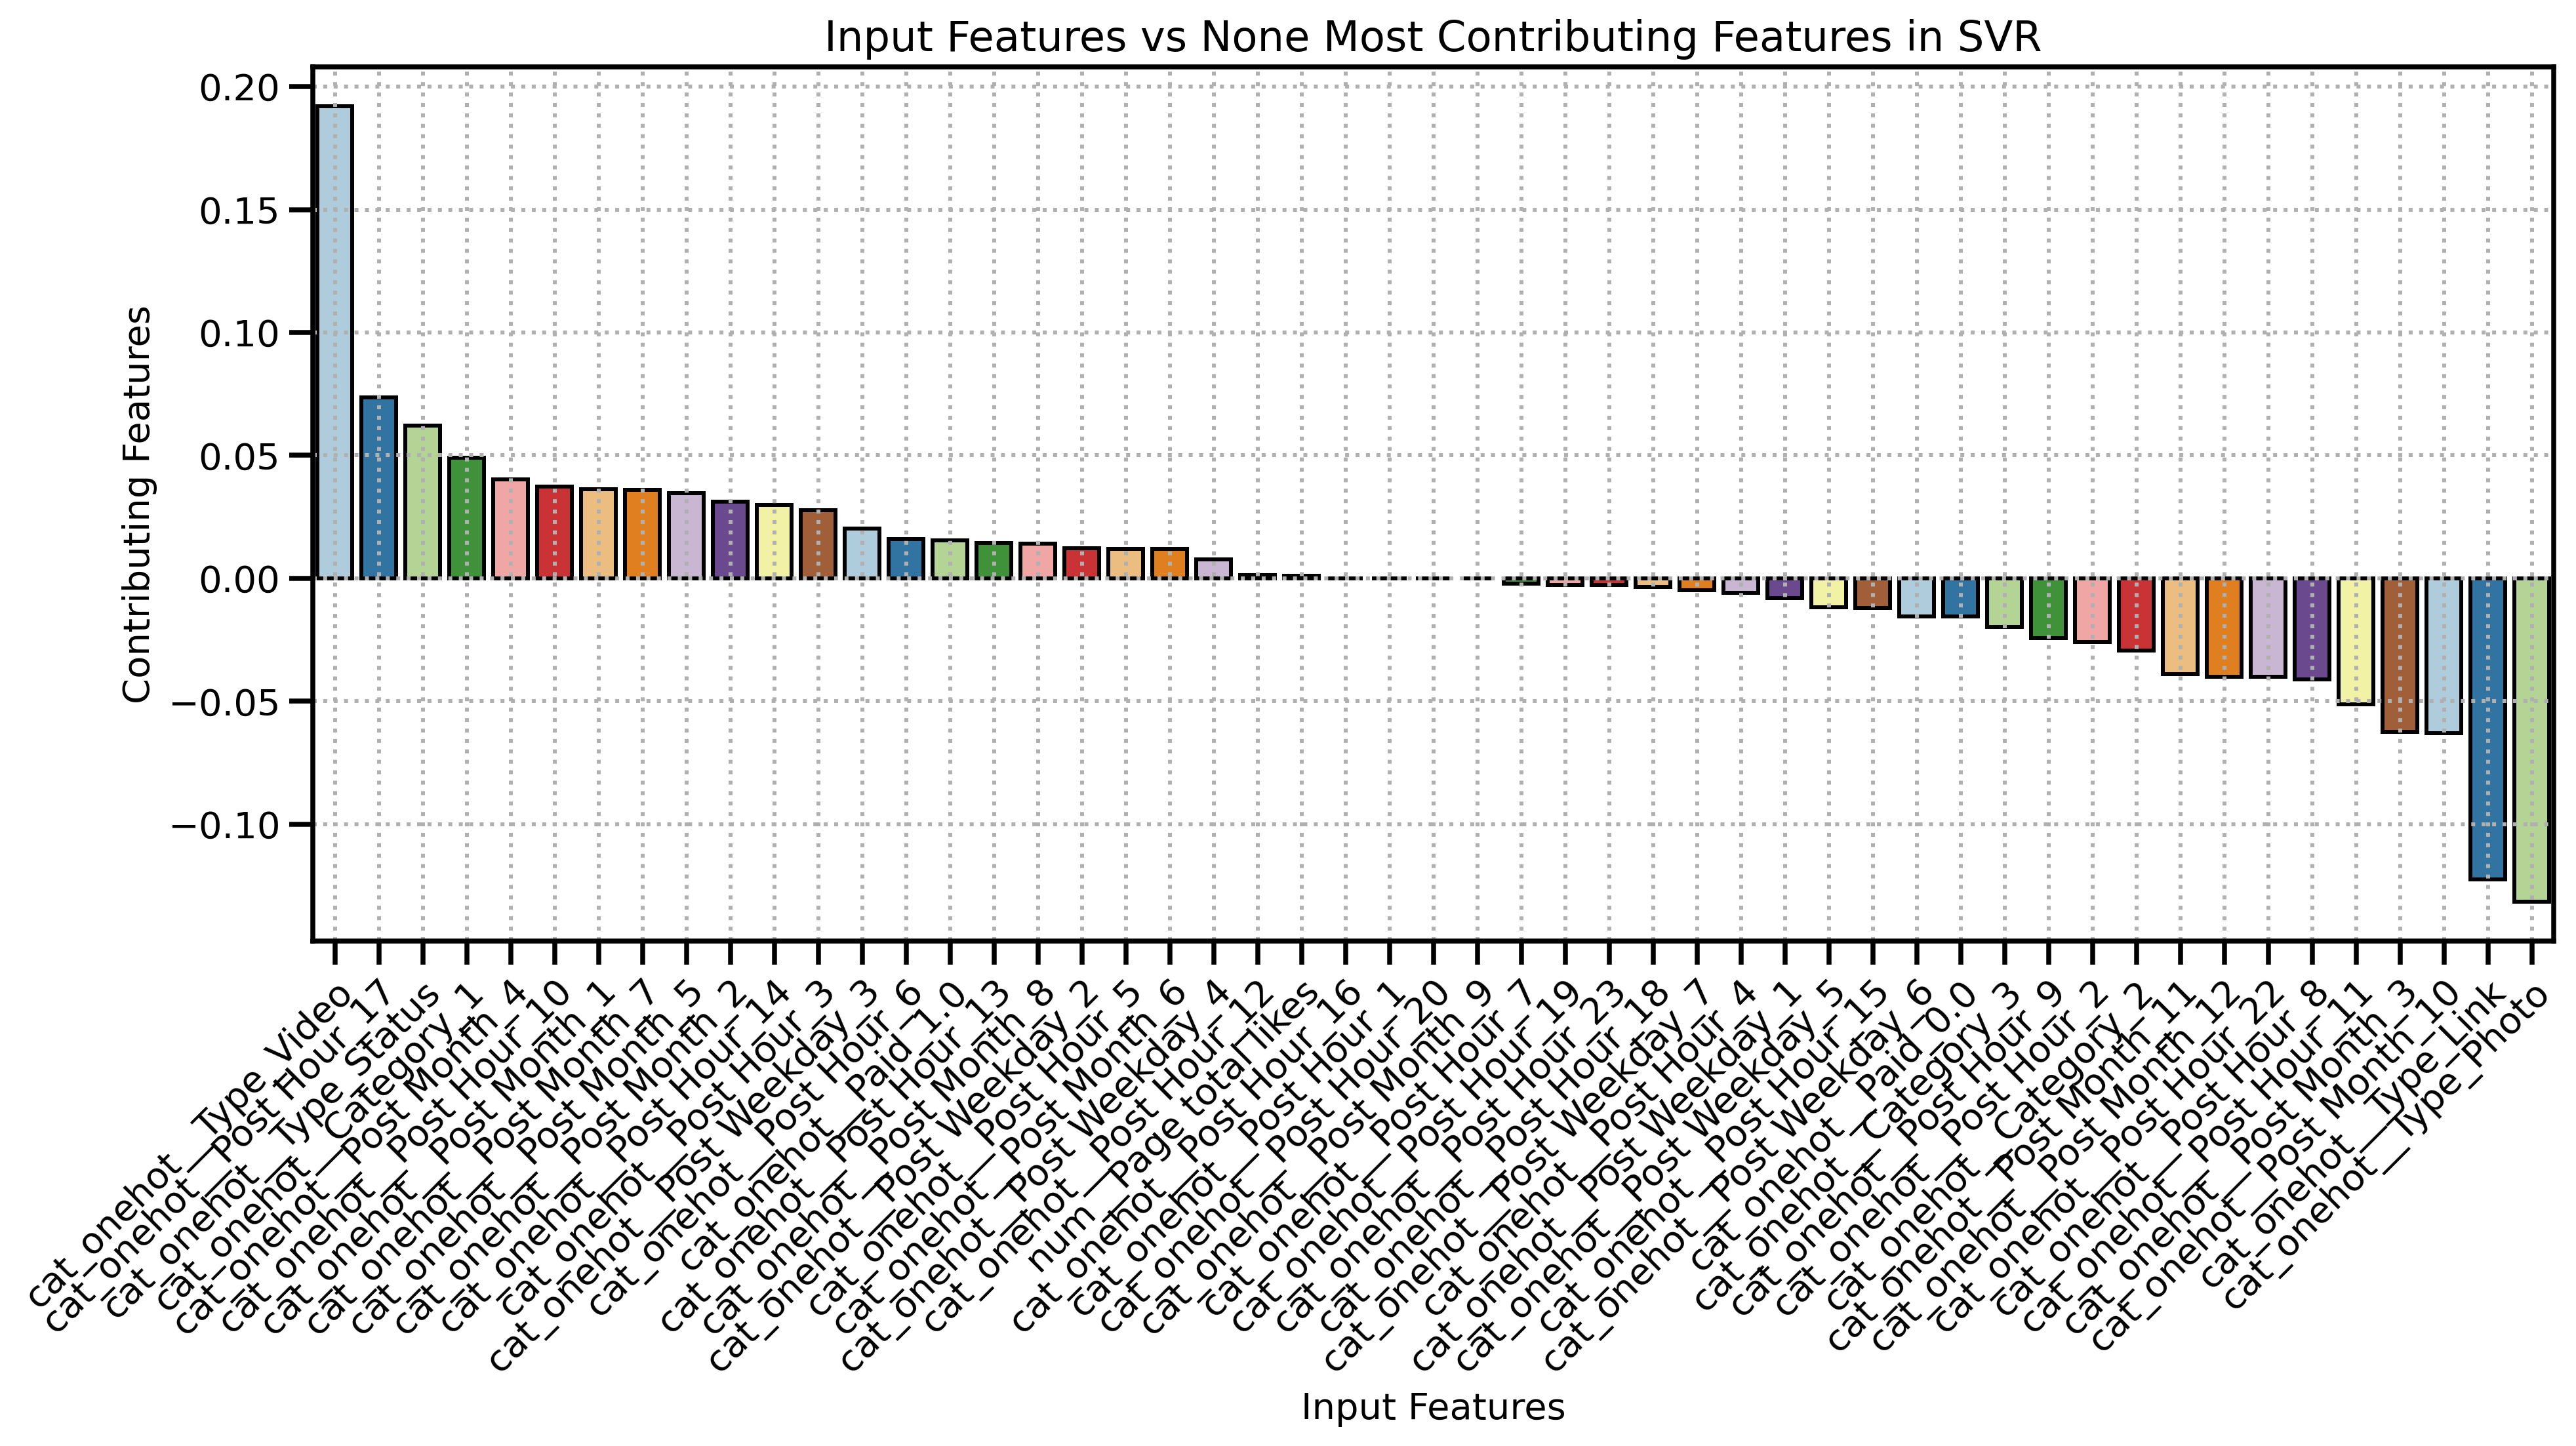 Input Features vs None Most Contributing Features in SVR
Contributing Features
0.20
0.15
0.10
0.05
0.00
−0.05
−0.10
cat_onehot__Type_Video
cat_onehot__Post Hour_17
cat_onehot__Type_Status
cat_onehot__Category_1
cat_onehot__Post Month_4
cat_onehot__Post Hour_10
cat_onehot__Post Month_1
cat_onehot__Post Month_7
cat_onehot__Post Month_5
cat_onehot__Post Month_2
cat_onehot__Post Hour_14
cat_onehot__Post Hour_3
cat_onehot__Post Weekday_3
cat_onehot__Post Hour_6
cat_onehot__Paid_1.0
cat_onehot__Post Hour_13
cat_onehot__Post Month_8
cat_onehot__Post Weekday_2
cat_onehot__Post Hour_5
cat_onehot__Post Month_6
cat_onehot__Post Weekday_4
cat_onehot__Post Hour_12
num__Page total likes
cat_onehot__Post Hour_16
cat_onehot__Post Hour_1
cat_onehot__Post Hour_20
cat_onehot__Post Month_9
cat_onehot__Post Hour_7
cat_onehot__Post Hour_19
cat_onehot__Post Hour_23
cat_onehot__Post Hour_18
cat_onehot__Post Weekday_7
cat_onehot__Post Hour_4
cat_onehot__Post Weekday_1
cat_onehot__Post Weekday_5
cat_onehot__Post Hour_15
cat_onehot__Post Weekday_6
cat_onehot__Paid_0.0
cat_onehot__Category_3
cat_onehot__Post Hour_9
cat_onehot__Post Hour_2
cat_onehot__Category_2
cat_onehot__Post Month_11
cat_onehot__Post Month_12
cat_onehot__Post Hour_22
cat_onehot__Post Hour_8
cat_onehot__Post Hour_11
cat_onehot__Post Month_3
cat_onehot__Post Month_10
cat_onehot__Type_Link
cat_onehot__Type_Photo
Input Features